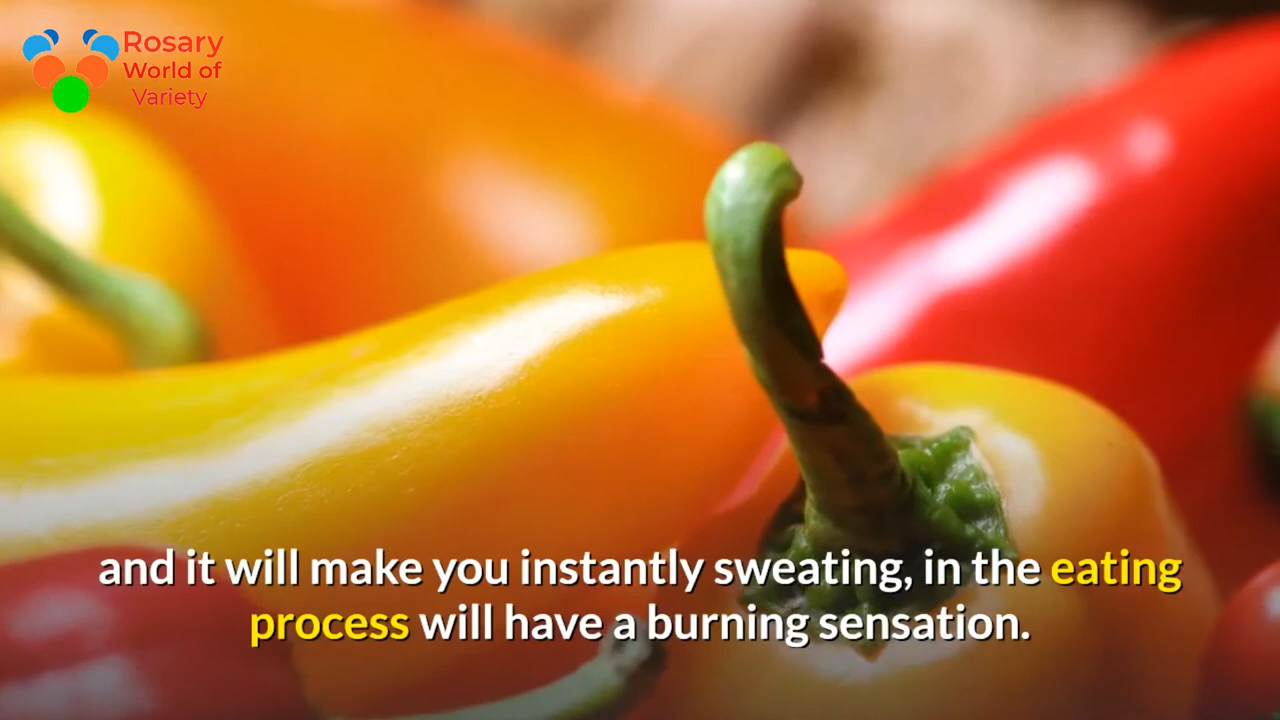 Rosary
World of
Variety
and it will make you instantly sweating, in the eating
process will have a burning sensation.